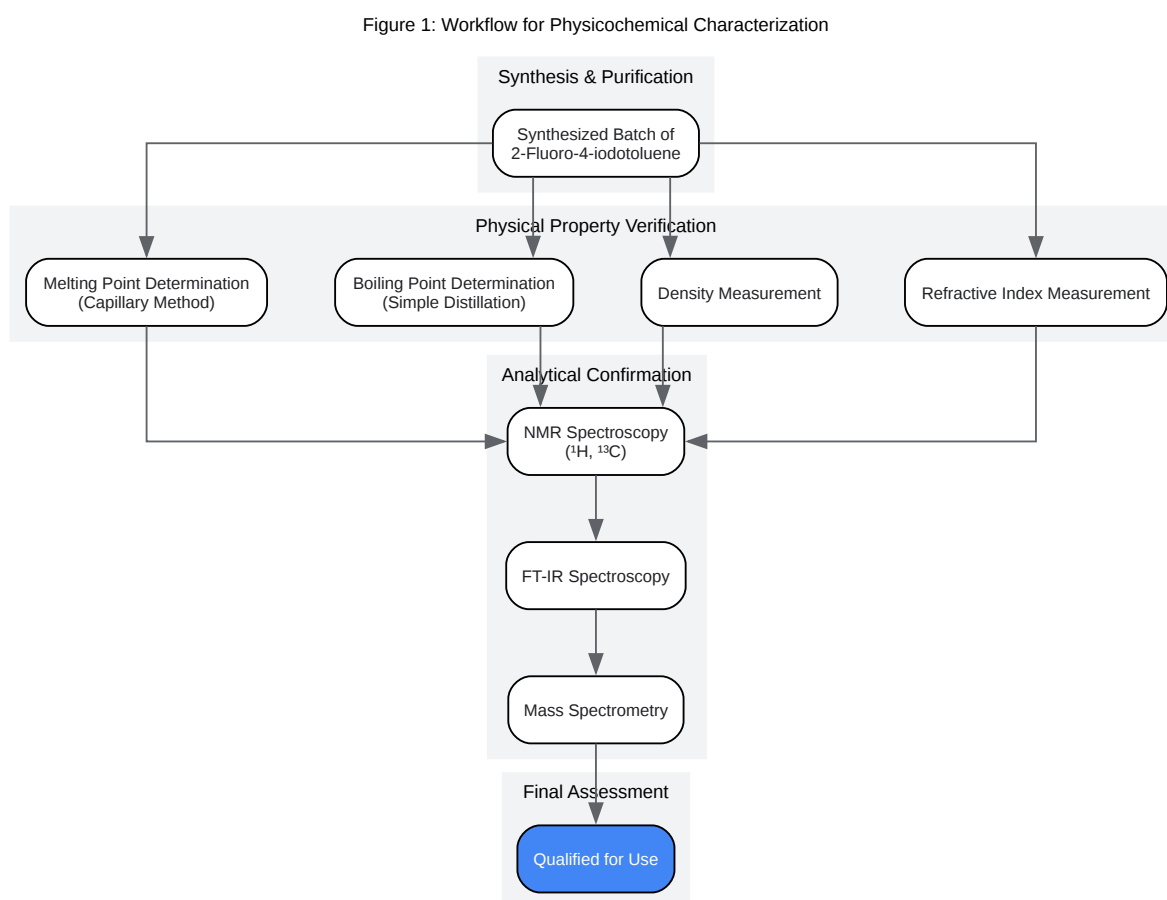 Figure 1: Workflow for Physicochemical Characterization
Synthesis & Purification
Synthesized Batch of
2-Fluoro-4-iodotoluene
Physical Property Verification
Melting Point Determination
(Capillary Method)
Boiling Point Determination
(Simple Distillation)
Density Measurement
Refractive Index Measurement
Analytical Confirmation
NMR Spectroscopy
(¹H, ¹³C)
FT-IR Spectroscopy
Mass Spectrometry
Final Assessment
Qualified for Use